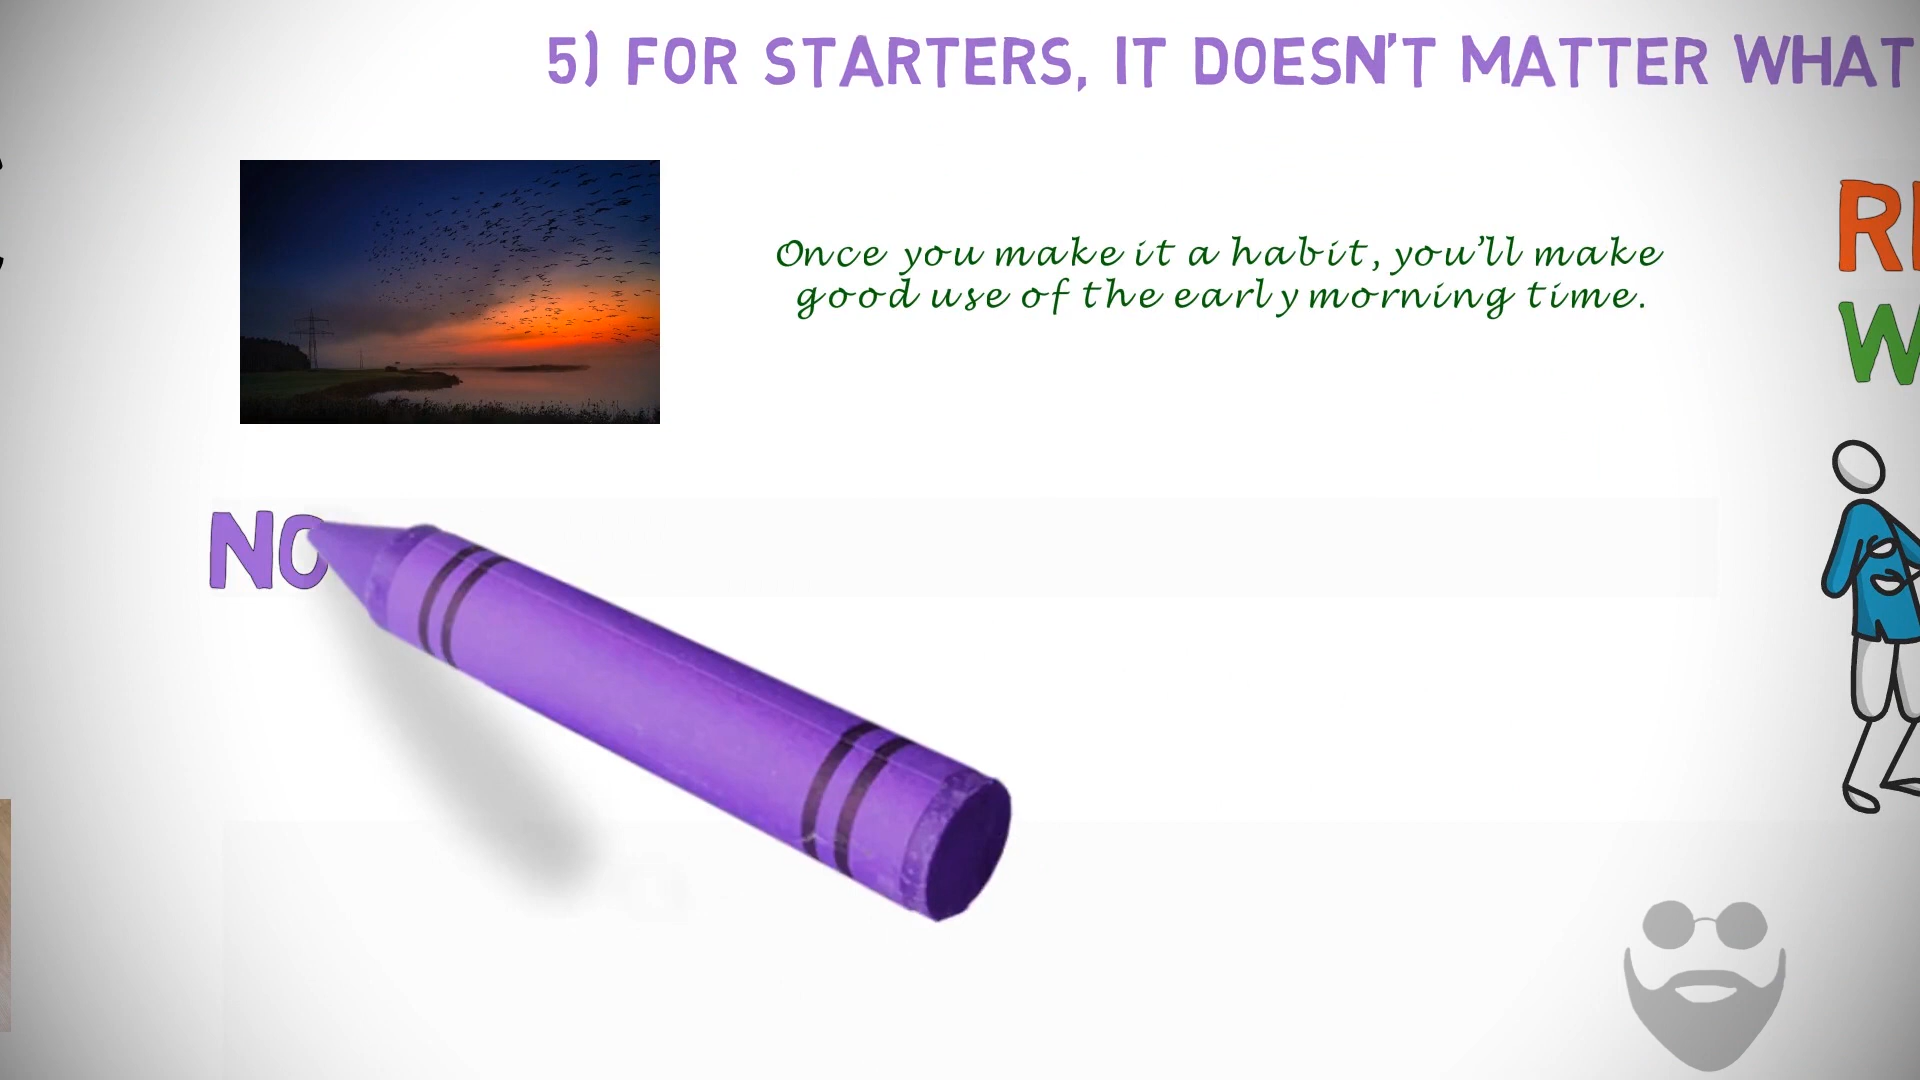 5) FOR STARTERS, IT DOESN'T MATTER WHAT
Once you make it a habit, you'll make
good use of the early morning time.
NO